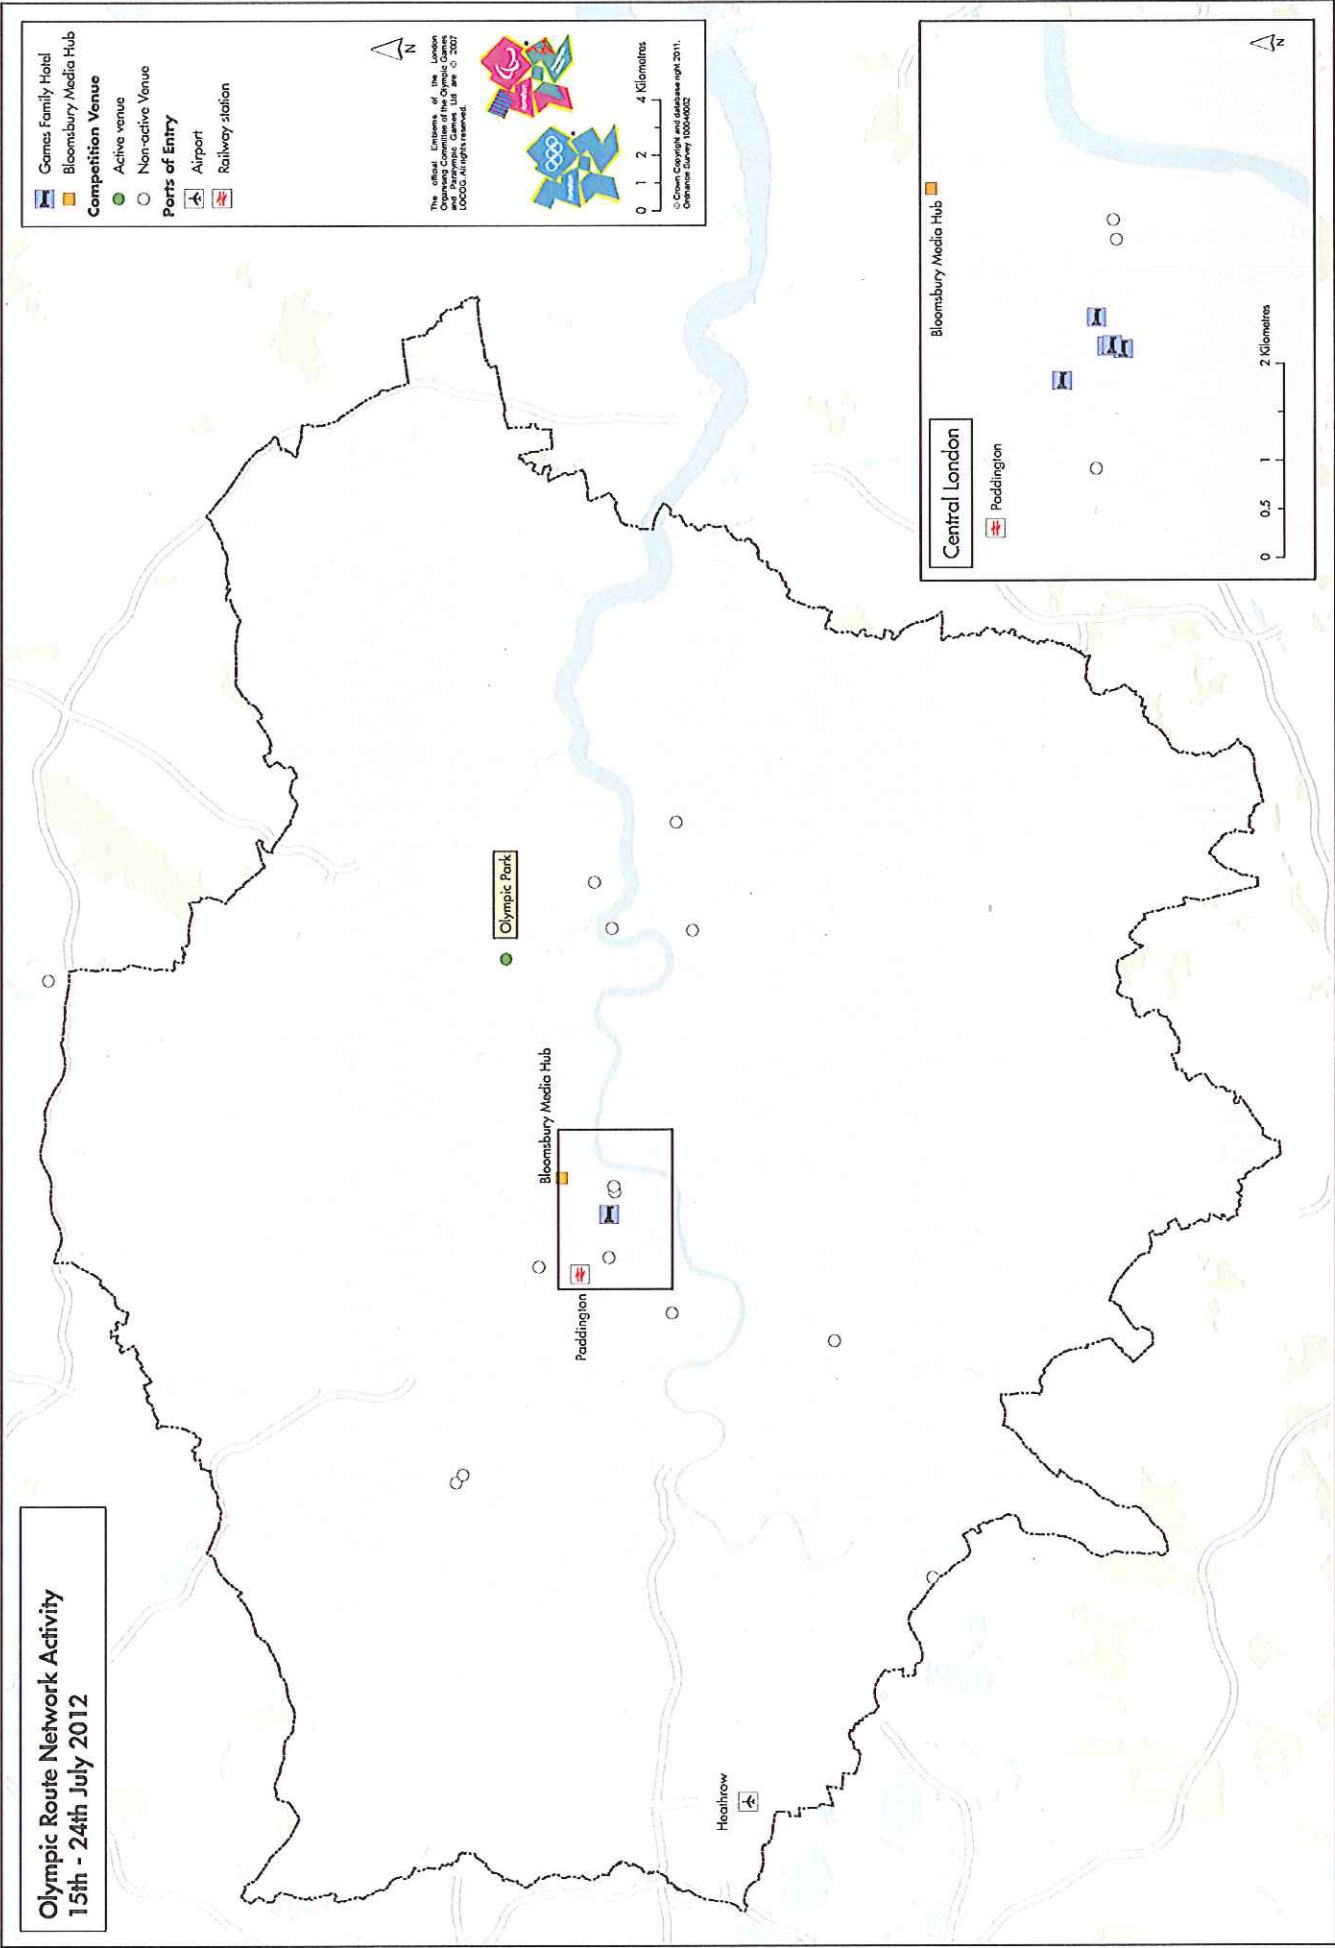 Olympic Route Network Activity
15th - 24th July 2012
Games Family Hotel
Bloomsbury Media Hub
Competition Venue
Active venue
Non-active Venue
Ports of Entry
Airport
Railway station
N
The official Emblems of the London
Organising Committee of the Olympic Games
and Paralympic Games Ltd are © 2007
LOCOG. All rights reserved.
london
london
0 1 2 4 Kilometres
© Crown Copyright and database right 2011.
Ordnance Survey 100040002
Olympic Park
Bloomsbury Media Hub
Paddington
Heathrow
Central London
Bloomsbury Media Hub
Paddington
0 0.5 1 2 Kilometres
N